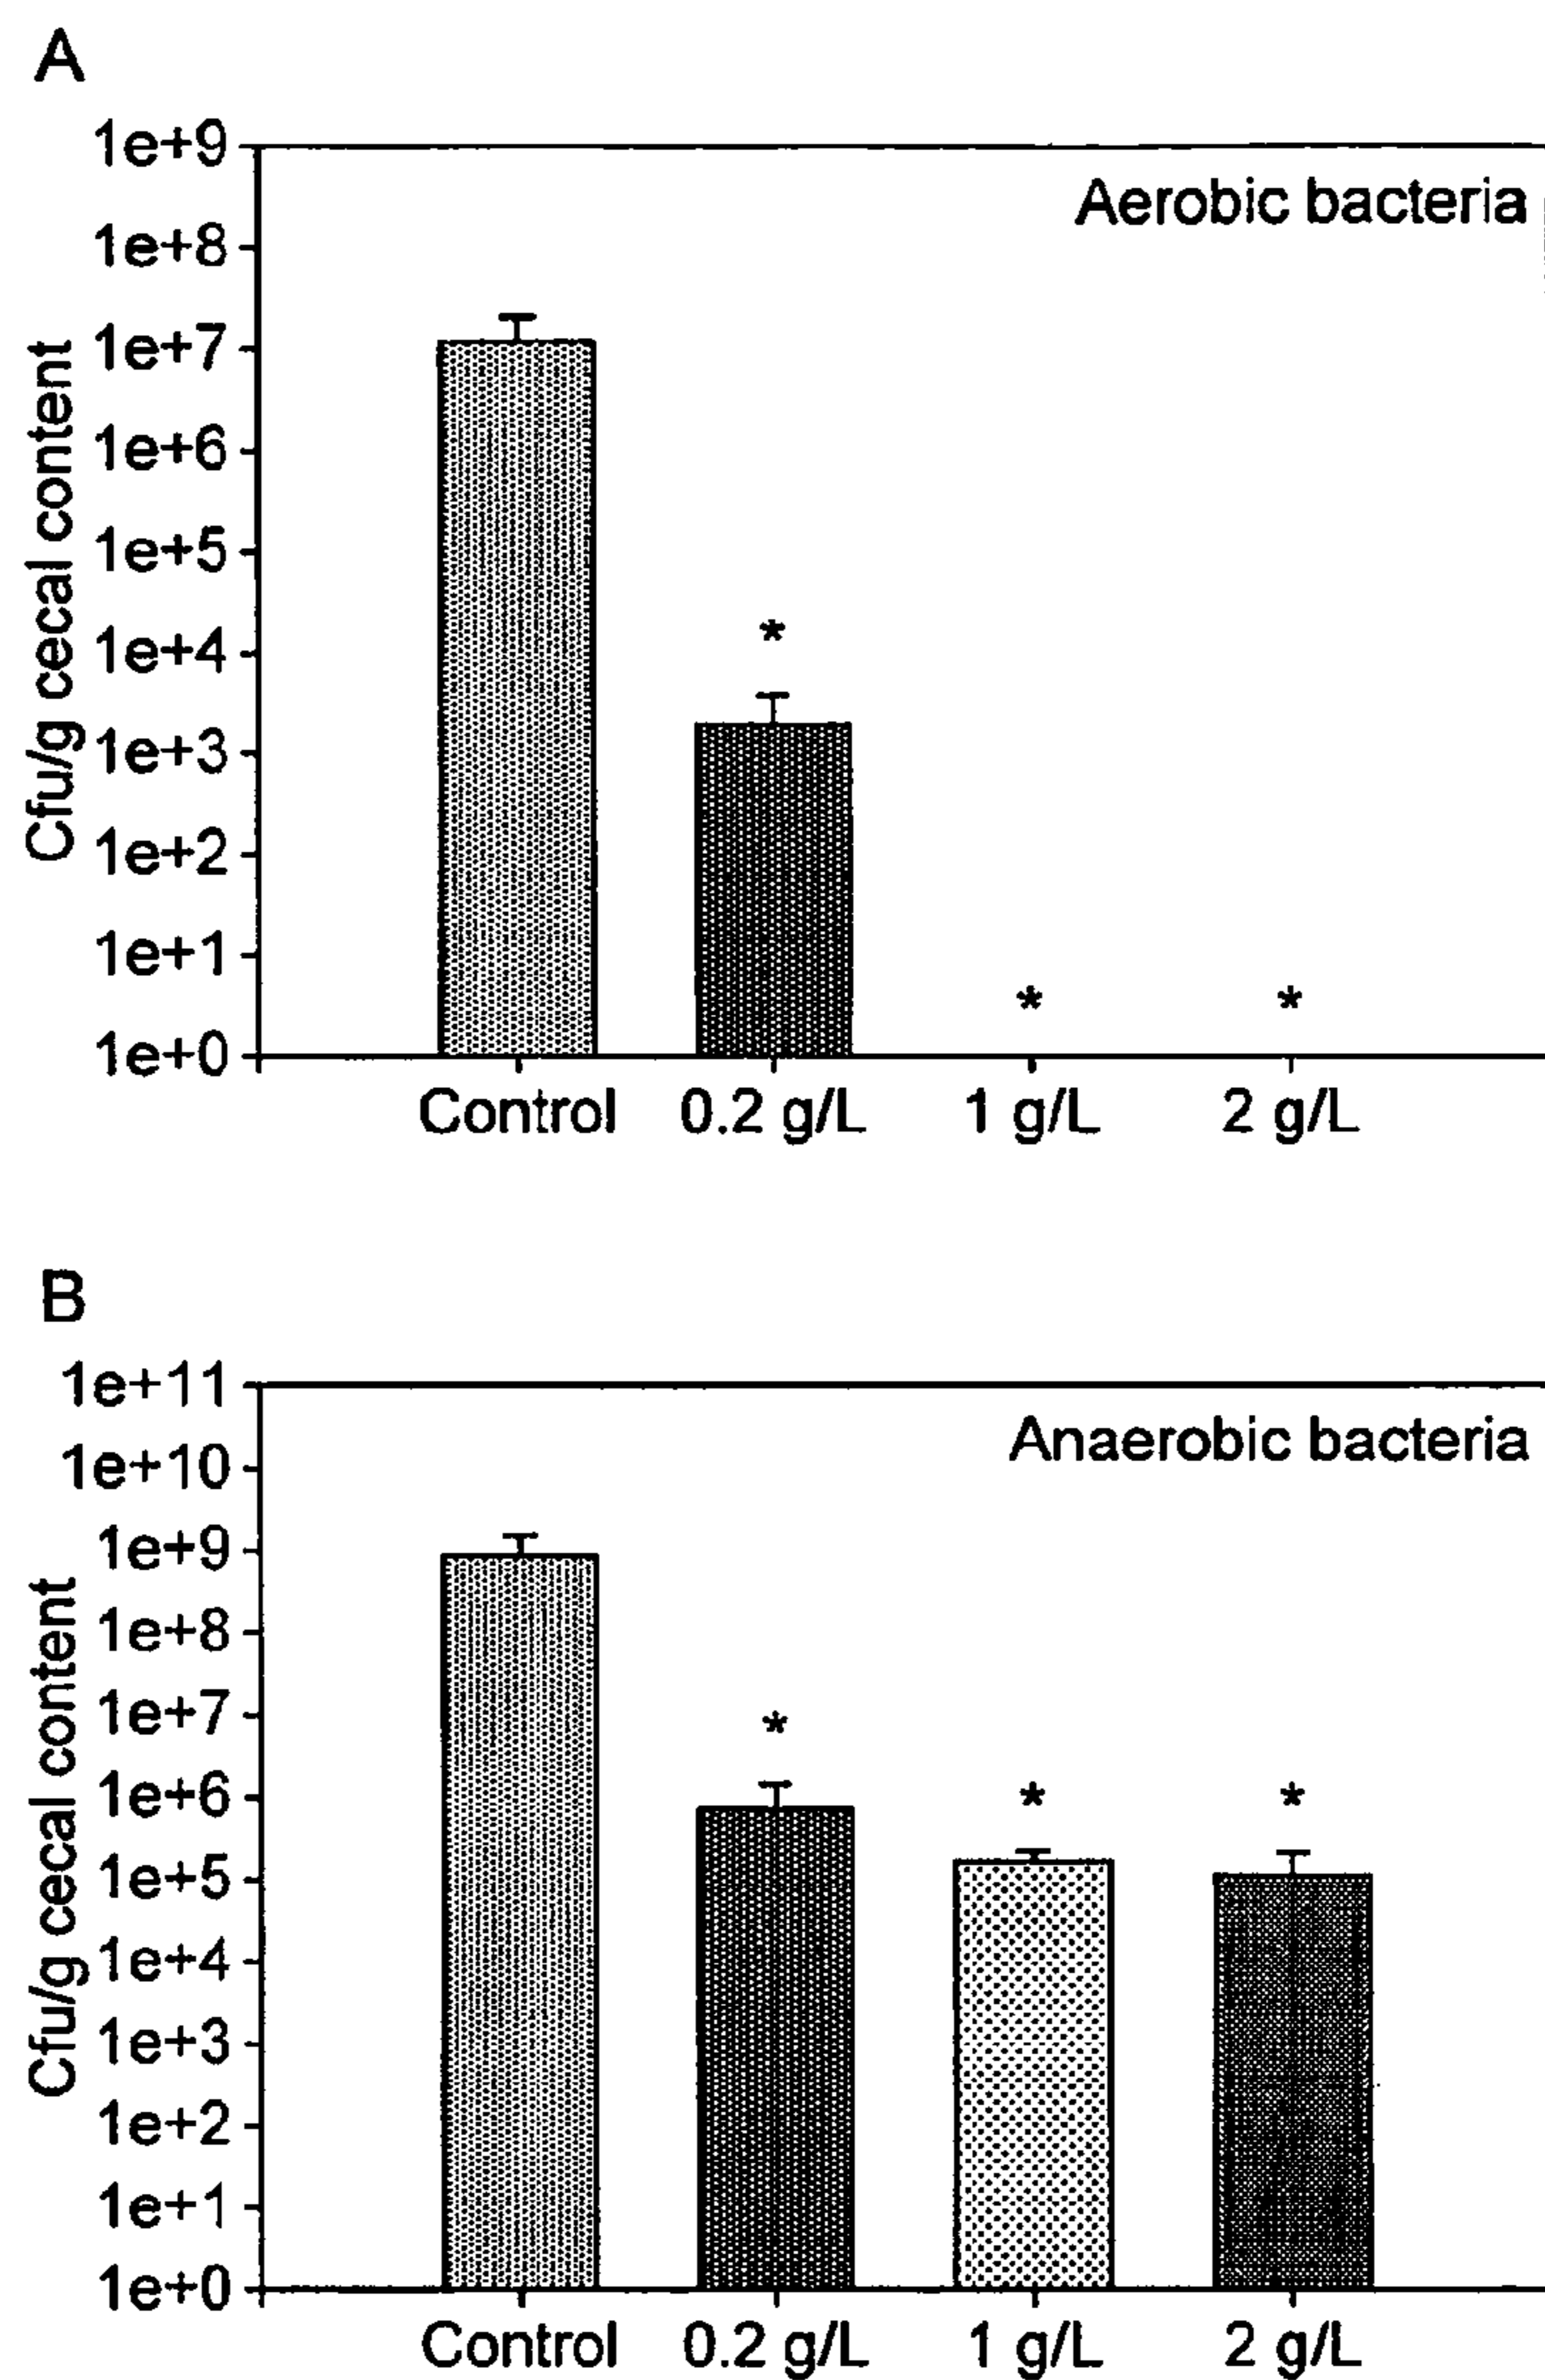 A
1e+9
Aerobic bacteria
1e+8
1e+7
1e+6
1e+5
1e+4
1e+3
1e+2
1e+1
1e+0
Cfu/g cecal content
*
*
*
Control 0.2 g/L 1 g/L 2 g/L
B
1e+11
Anaerobic bacteria
1e+10
1e+9
1e+8
1e+7
1e+6
1e+5
1e+4
1e+3
1e+2
1e+1
1e+0
Cfu/g cecal content
*
*
*
Control 0.2 g/L 1 g/L 2 g/L